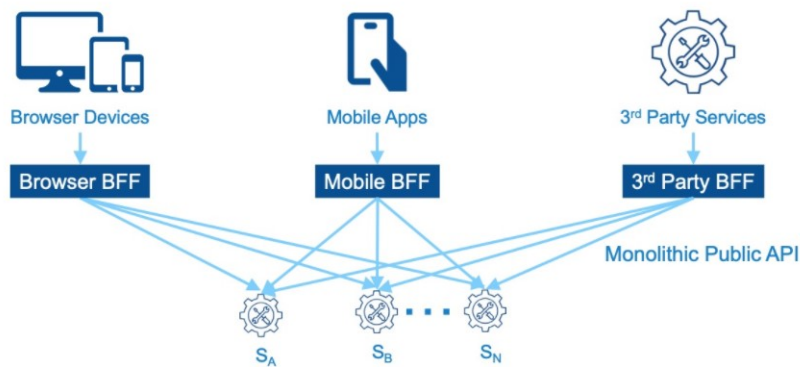 Browser Devices
Mobile Apps
3rd Party Services
Browser BFF
Mobile BFF
3rd Party BFF
Monolithic Public API
SA
SB
SN